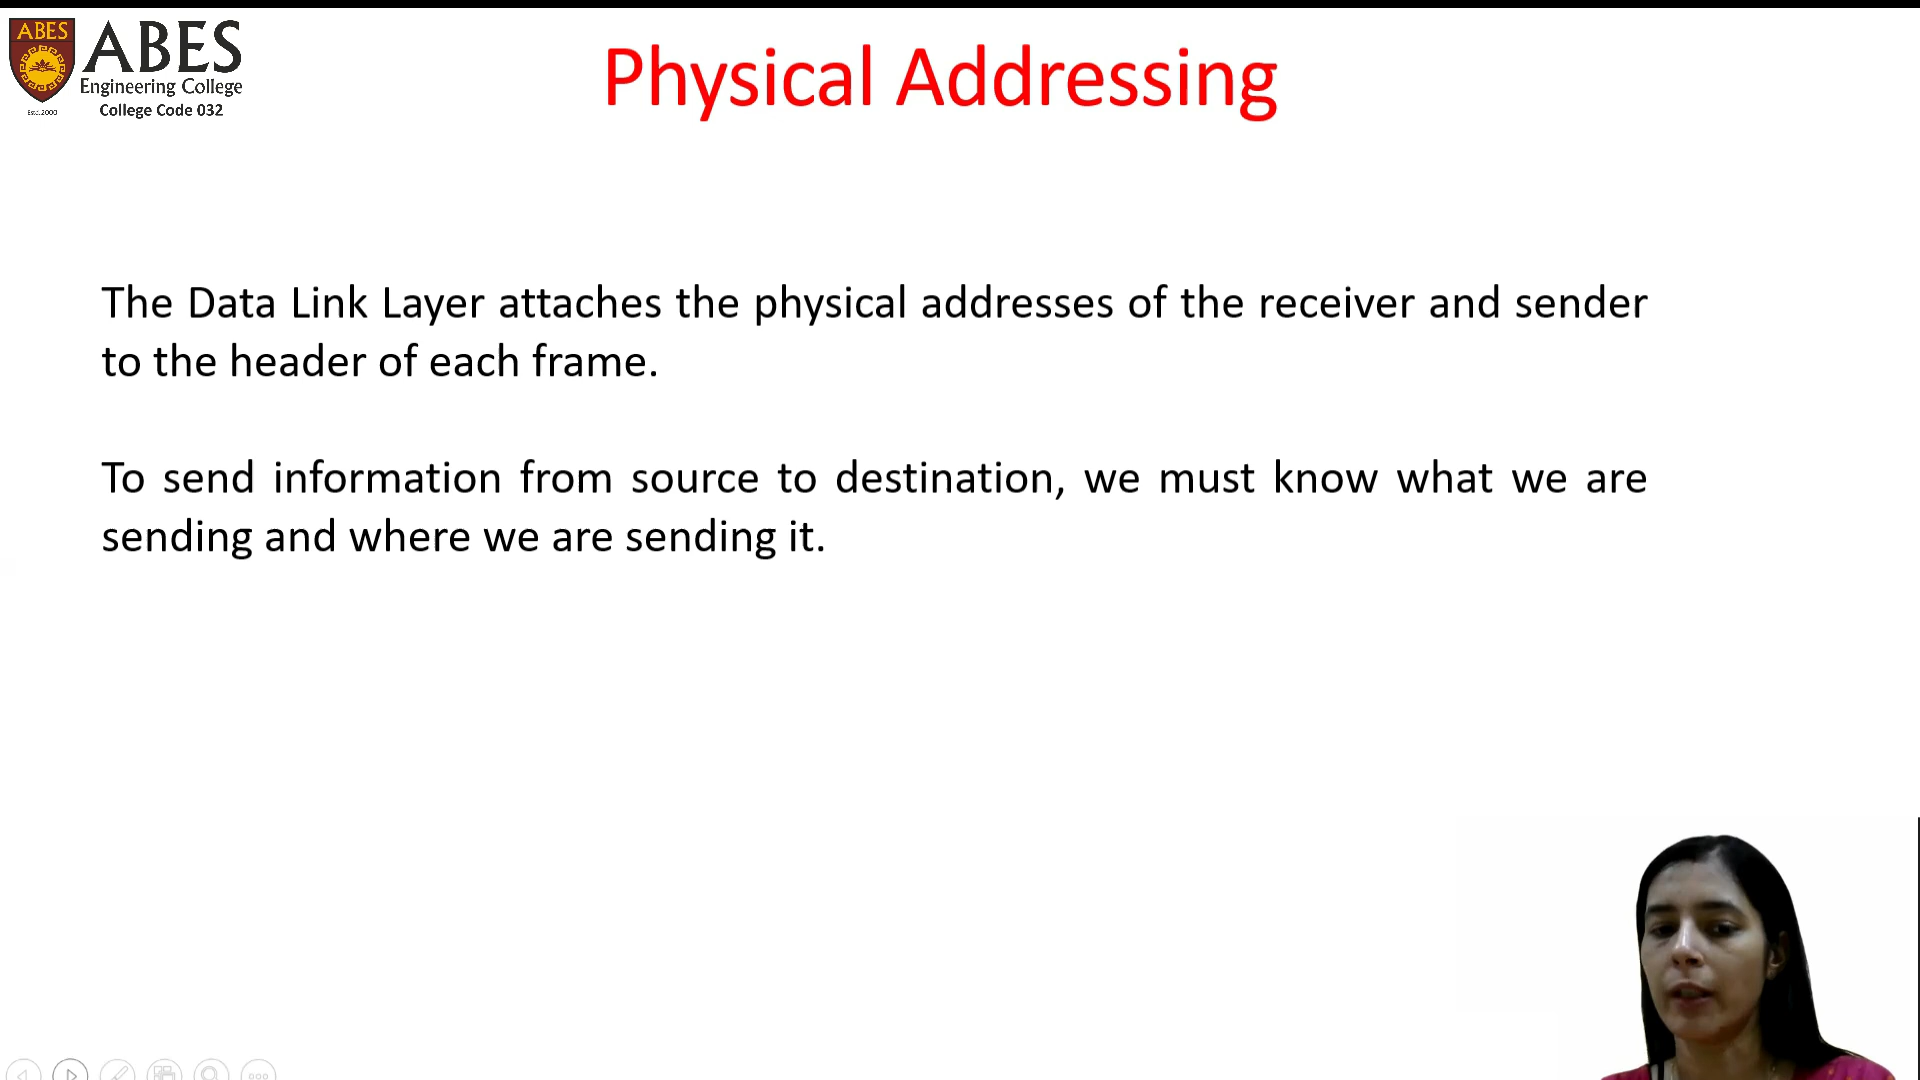 ABES
ABES
Engineering College
College Code 032
Estd.2000
Physical Addressing
The Data Link Layer attaches the physical addresses of the receiver and sender
to the header of each frame.
To send information from source to destination, we must know what we are
sending and where we are sending it.